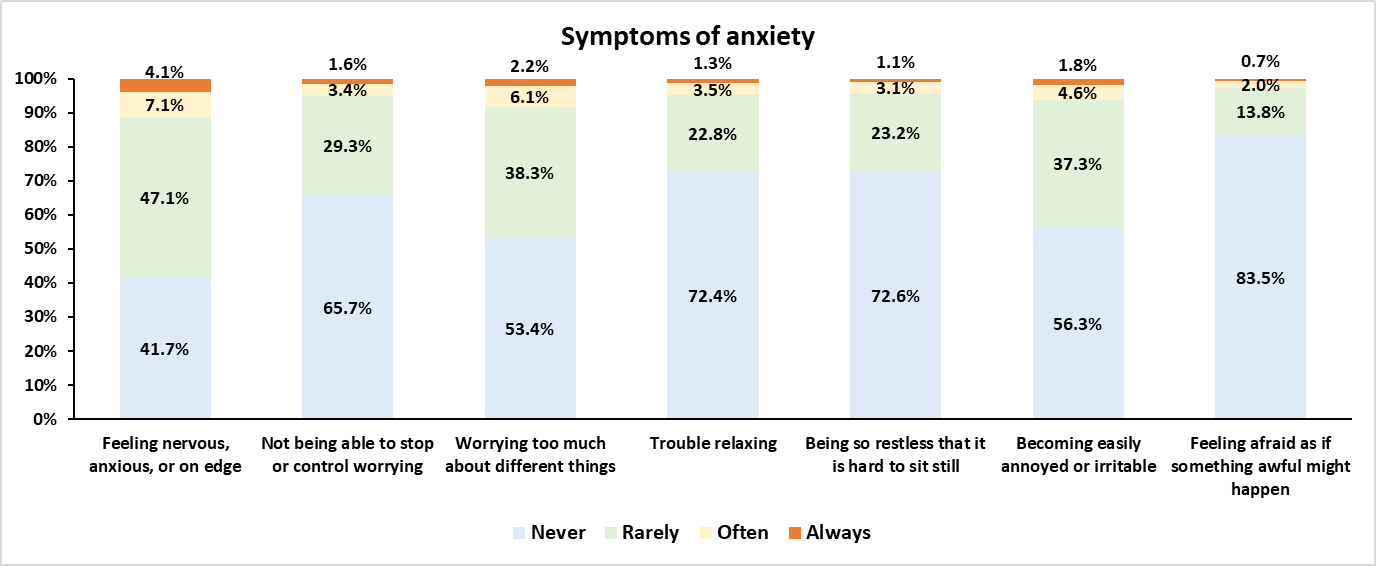 Symptoms of anxiety
4.1% 1.6% 2.2% 1.3% 1.1% 1.8% 0.7%
100%
7.1% 3.4% 6.1% 3.5% 3.1% 4.6% 2.0%
90%
29.3% 22.8% 23.2% 13.8%
80%
47.1% 38.3% 37.3%
70%
60%
50%
40%
41.7% 65.7% 53.4% 72.4% 72.6% 56.3% 83.5%
30%
20%
10%
0%
Feeling nervous,
anxious, or on edge
Not being able to stop
or control worrying
Worrying too much
about different things
Trouble relaxing
Being so restless that it
is hard to sit still
Becoming easily
annoyed or irritable
Feeling afraid as if
something awful might
happen
Never Rarely Often Always